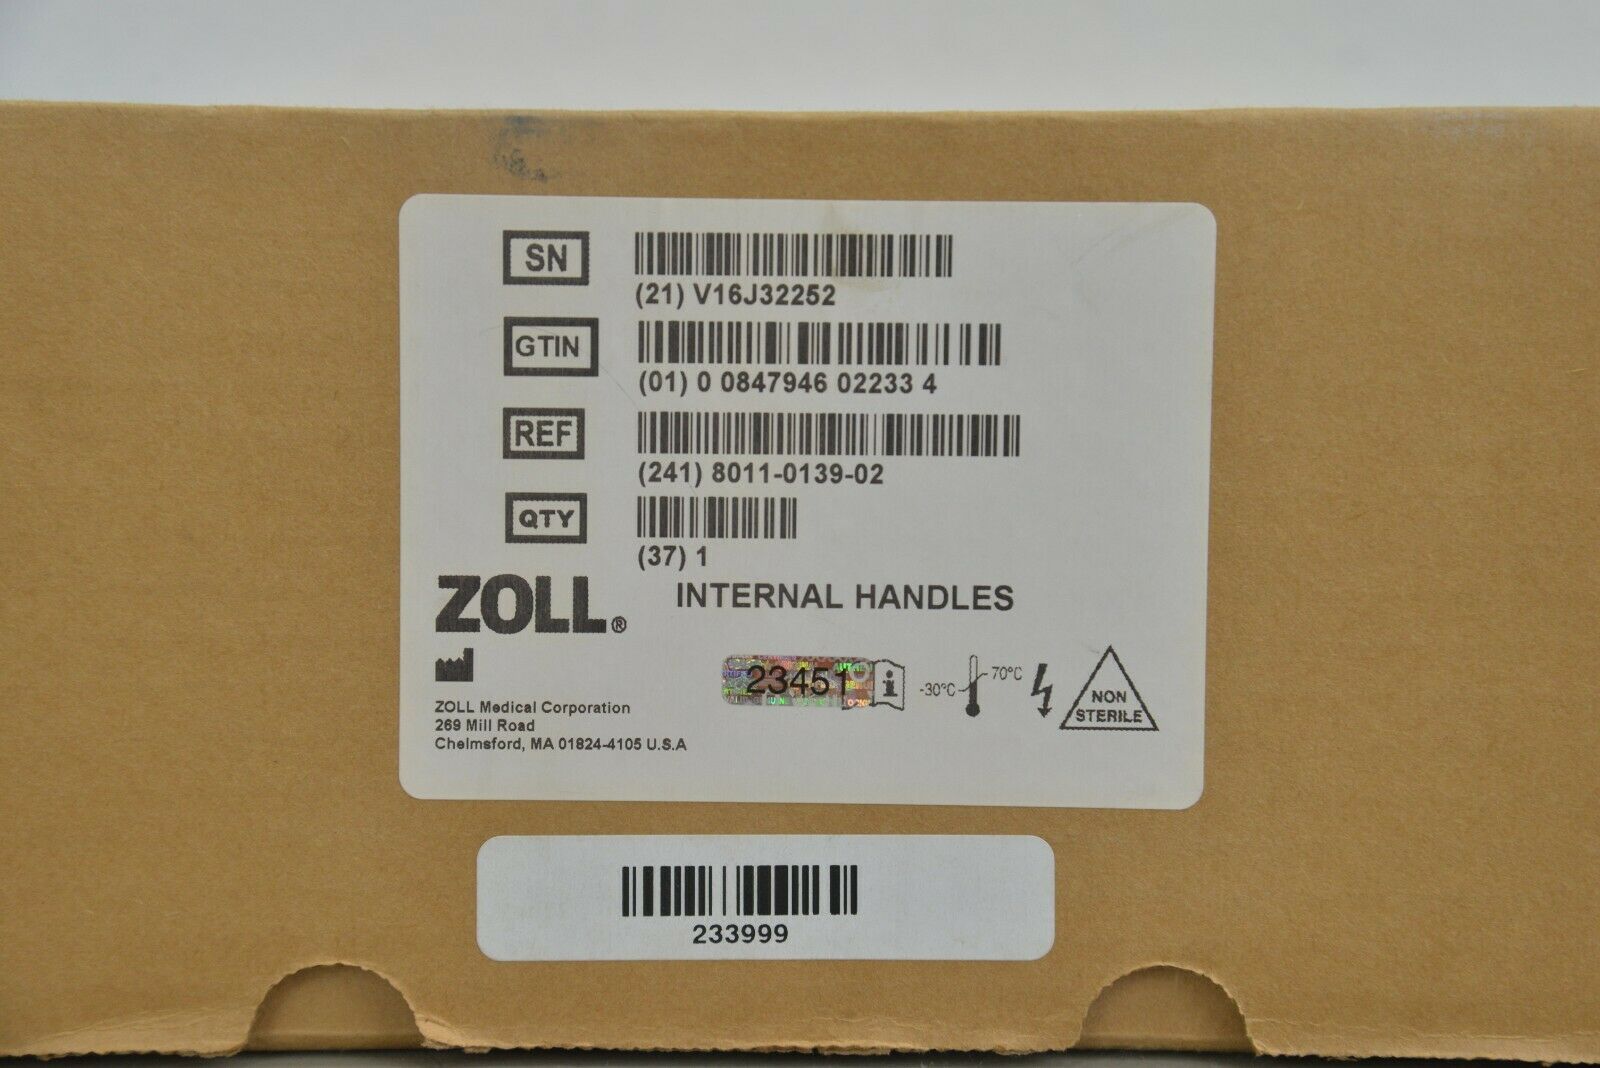 SN
(21) V16J32252
GTIN
(01) 0 0847946 02233 4
REF
(241) 8011-0139-02
QTY
(37) 1
ZOLL®
INTERNAL HANDLES
23451
-30°C
70°C
NON
STERILE
ZOLL Medical Corporation
269 Mill Road
Chelmsford, MA 01824-4105 U.S.A
233999